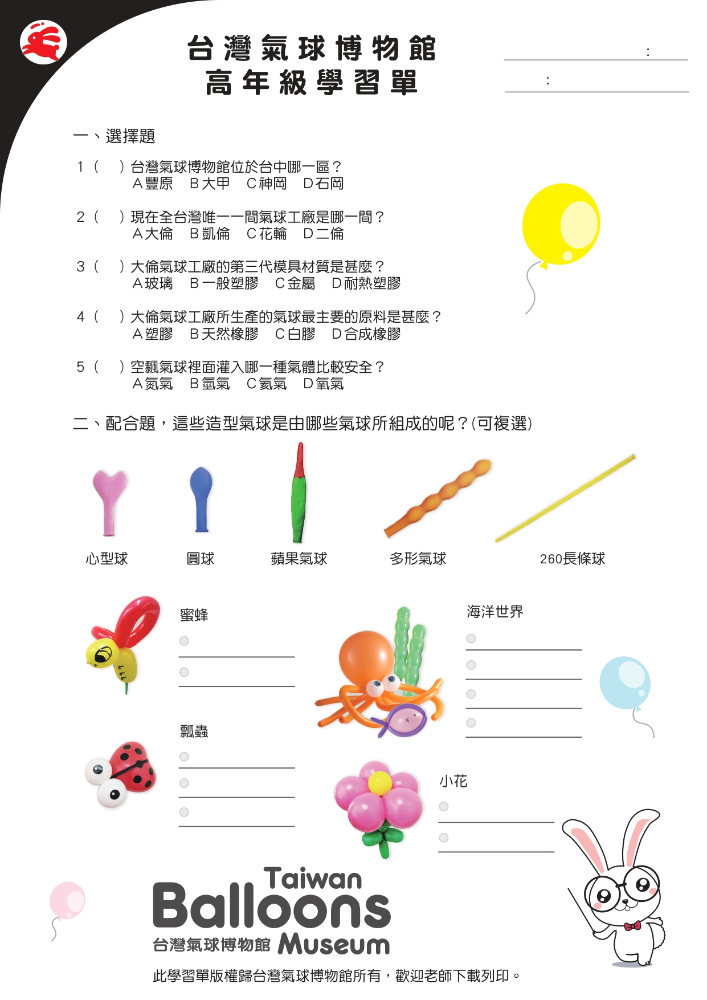 台灣氣球博物館
高年級學習單
:
:
一、選擇題
1 ( ) 台灣氣球博物館位於台中哪一區？
A豐原 B大甲 C神岡 D石岡
2 ( ) 現在全台灣唯一一間氣球工廠是哪一間？
A大倫 B凱倫 C花輪 D二倫
3 ( ) 大倫氣球工廠的第三代模具材質是甚麼？
A玻璃 B一般塑膠 C金屬 D耐熱塑膠
4 ( ) 大倫氣球工廠所生產的氣球最主要的原料是甚麼？
A塑膠 B天然橡膠 C白膠 D合成橡膠
5 ( ) 空飄氣球裡面灌入哪一種氣體比較安全？
A氮氣 B氫氣 C氦氣 D氧氣
二、配合題，這些造型氣球是由哪些氣球所組成的呢？(可複選)
心型球 圓球 蘋果氣球 多形氣球 260長條球
蜜蜂
海洋世界
瓢蟲
小花
Taiwan
Balloons
台灣氣球博物館 Museum
此學習單版權歸台灣氣球博物館所有，歡迎老師下載列印。